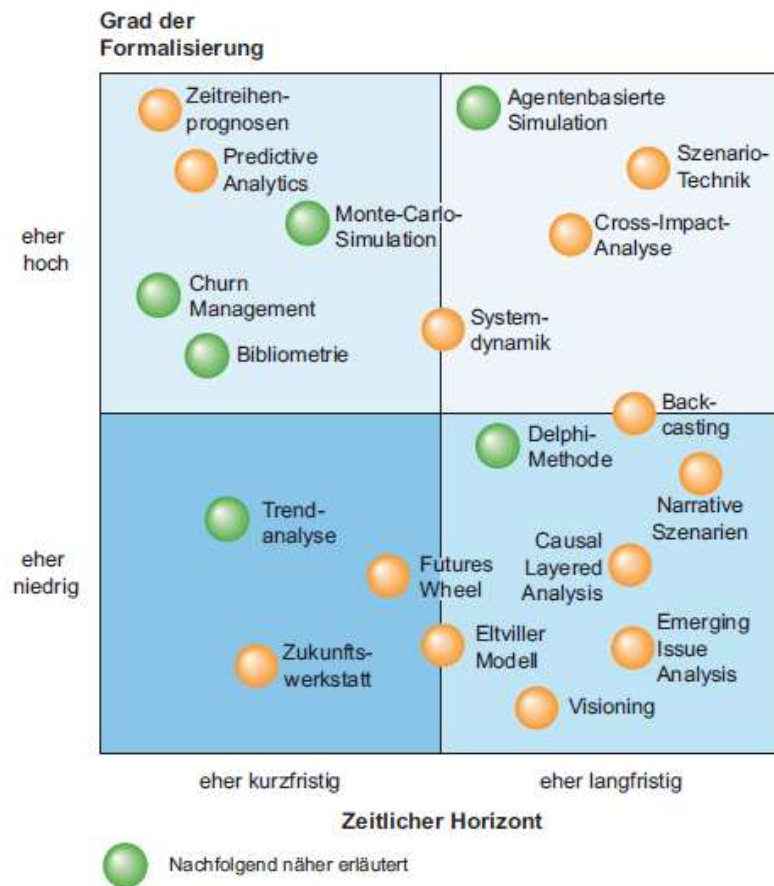 Grad der
Formalisierung
Zeitreihen-
prognosen
Agentenbasierte
Simulation
Predictive
Analytics
Szenario-
Technik
Monte-Carlo-
Simulation
Cross-Impact-
Analyse
eher
hoch
Churn
Management
System-
dynamik
Bibliometrie
Back-
casting
Delphi-
Methode
Narrative
Szenarien
Trend-
analyse
Causal
Layered
Analysis
eher
niedrig
Futures
Wheel
Zukunfts-
werkstatt
Eltviller
Modell
Emerging
Issue
Analysis
Visioning
eher kurzfristig
eher langfristig
Zeitlicher Horizont
Nachfolgend näher erläutert